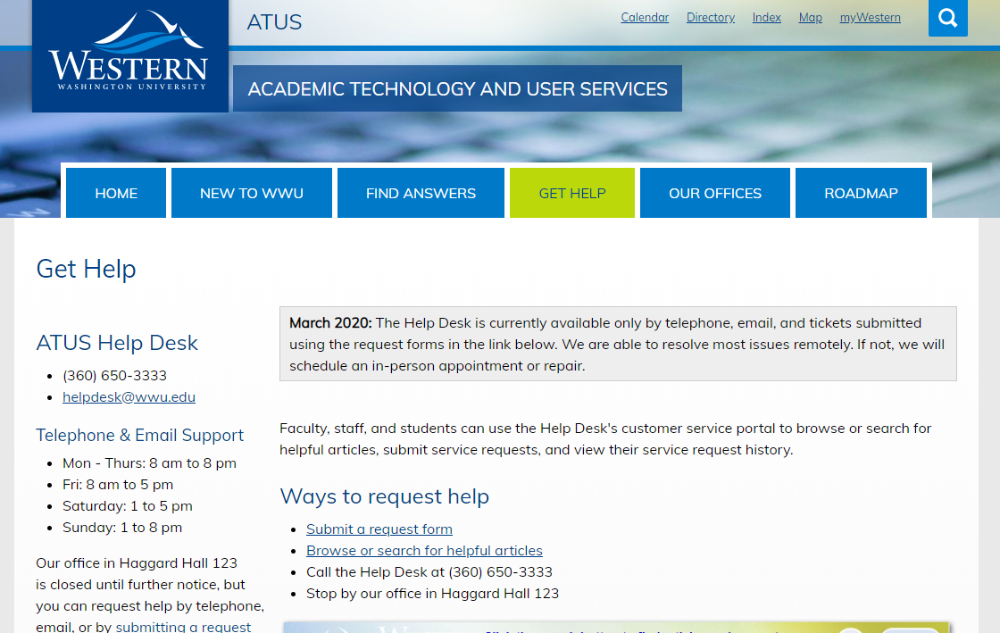 ATUS
Calendar Directory Index Map myWestern
WESTERN
WASHINGTON UNIVERSITY
ACADEMIC TECHNOLOGY AND USER SERVICES
HOME NEW TO WWU FIND ANSWERS GET HELP OUR OFFICES ROADMAP
Get Help
ATUS Help Desk
(360) 650-3333
helpdesk@wwu.edu
Telephone & Email Support
Mon - Thurs: 8 am to 8 pm
Fri: 8 am to 5 pm
Saturday: 1 to 5 pm
Sunday: 1 to 8 pm
Our office in Haggard Hall 123
is closed until further notice, but
you can request help by telephone,
email, or by submitting a request
March 2020: The Help Desk is currently available only by telephone, email, and tickets submitted
using the request forms in the link below. We are able to resolve most issues remotely. If not, we will
schedule an in-person appointment or repair.
Faculty, staff, and students can use the Help Desk's customer service portal to browse or search for
helpful articles, submit service requests, and view their service request history.
Ways to request help
Submit a request form
Browse or search for helpful articles
Call the Help Desk at (360) 650-3333
Stop by our office in Haggard Hall 123